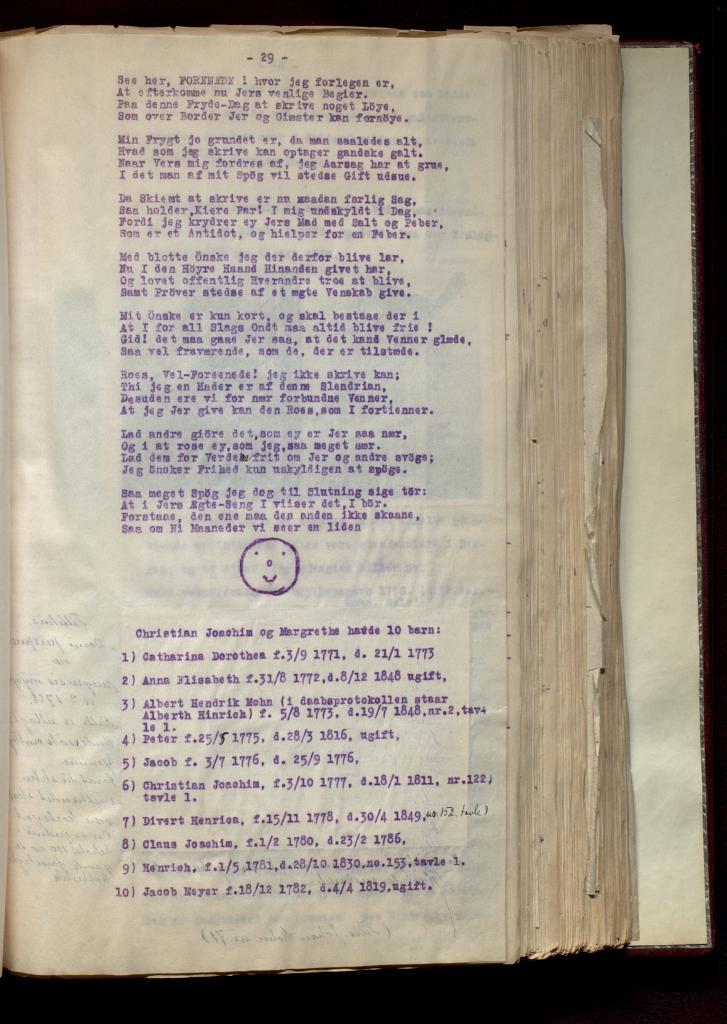 - 29 -
See her, FORENEDE ! hvor jeg forlegen er,
At efterkomme nu Jers venlige Begier.
Paa denne Fryde-Dag at skrive noget Löye,
Som over Border Jer og Giæster kan fornöye.
Min Frygt jo grundet er, da man saaledes alt,
Hvad som jeg skrive kan optager gandske galt.
Naar Vers mig fordres af, jeg Aarsag har at grue,
I det man af mit Spög vil stedse Gift udsue.
Da Skiemt at skrive er nu saadan farlig Sag,
Saa holder,Kiere Par! I mig undskyldt i Dag,
Fordi jeg krydrer ey Jers Mad med Salt og Peber,
Som er et Antidot, og hielper for en Feber.
Med blotte Önske jeg der derfor blive lar,
Nu I den Höyre Haand Hinanden givet har,
Og lovet offentlig Hverandre troe at blive,
Samt Pröver stedse af et ægte Venskab give.
Mit Önske er kun kort, og skal bestaae der i
At I for all Slags Ondt maa altid blive frie !
Gid! det maa gaae Jer saa, at det kand Venner glæde,
Saa vel fraværende, som de, der er tilstæde.
Roes, Vel-Foreenede! jeg ikke skrive kan;
Thi jeg en Hader er af denne Slendrian,
Desuden ere vi for nær forbundne Venner,
At jeg Jer give kan den Roes,som I fortienner.
Lad andre giöre det,som ey er Jer saa nær,
Og i at rose ey,som jeg,saa meget sær.
Lad dem for Verden frit om Jer og andre svöge;
Jeg önsker Frihed kun uskyldigen at spöge.
Saa meget Spög jeg dog til Slutning sige tör:
At i Jers Ægte-Seng I viiser det,I bör.
Forstaae, den ene maa den anden ikke skaane,
Saa om Ni Maaneder vi seer en liden
Christian Joachim og Margrethe havde 10 barn:
1) Catharina Dorothea f.3/9 1771, d. 21/1 1773
2) Anna Elisabeth f.31/8 1772,d.8/12 1848 ugift,
3) Albert Hendrik Mohn (i daabsprotokollen staar
Alberth Hinrich) f. 5/8 1773, d.19/7 1848,nr.2,tav-
le 1.
4) Peter f.25/5 1775, d.28/3 1816, ugift,
5) Jacob f. 3/7 1776, d. 25/9 1776,
6) Christian Joachim, f.3/10 1777, d.18/1 1811, nr.122,
tavle 1.
7) Divert Henrica, f.15/11 1778, d.30/4 1849, no.152. tavle 1
8) Claus Joachim, f.1/2 1780, d.23/2 1786,
9) Henrich, f.1/5 1781,d.28/10 1830,no.153,tavle 1.
10) Jacob Meyer f.18/12 1782, d.4/4 1819,ugift.